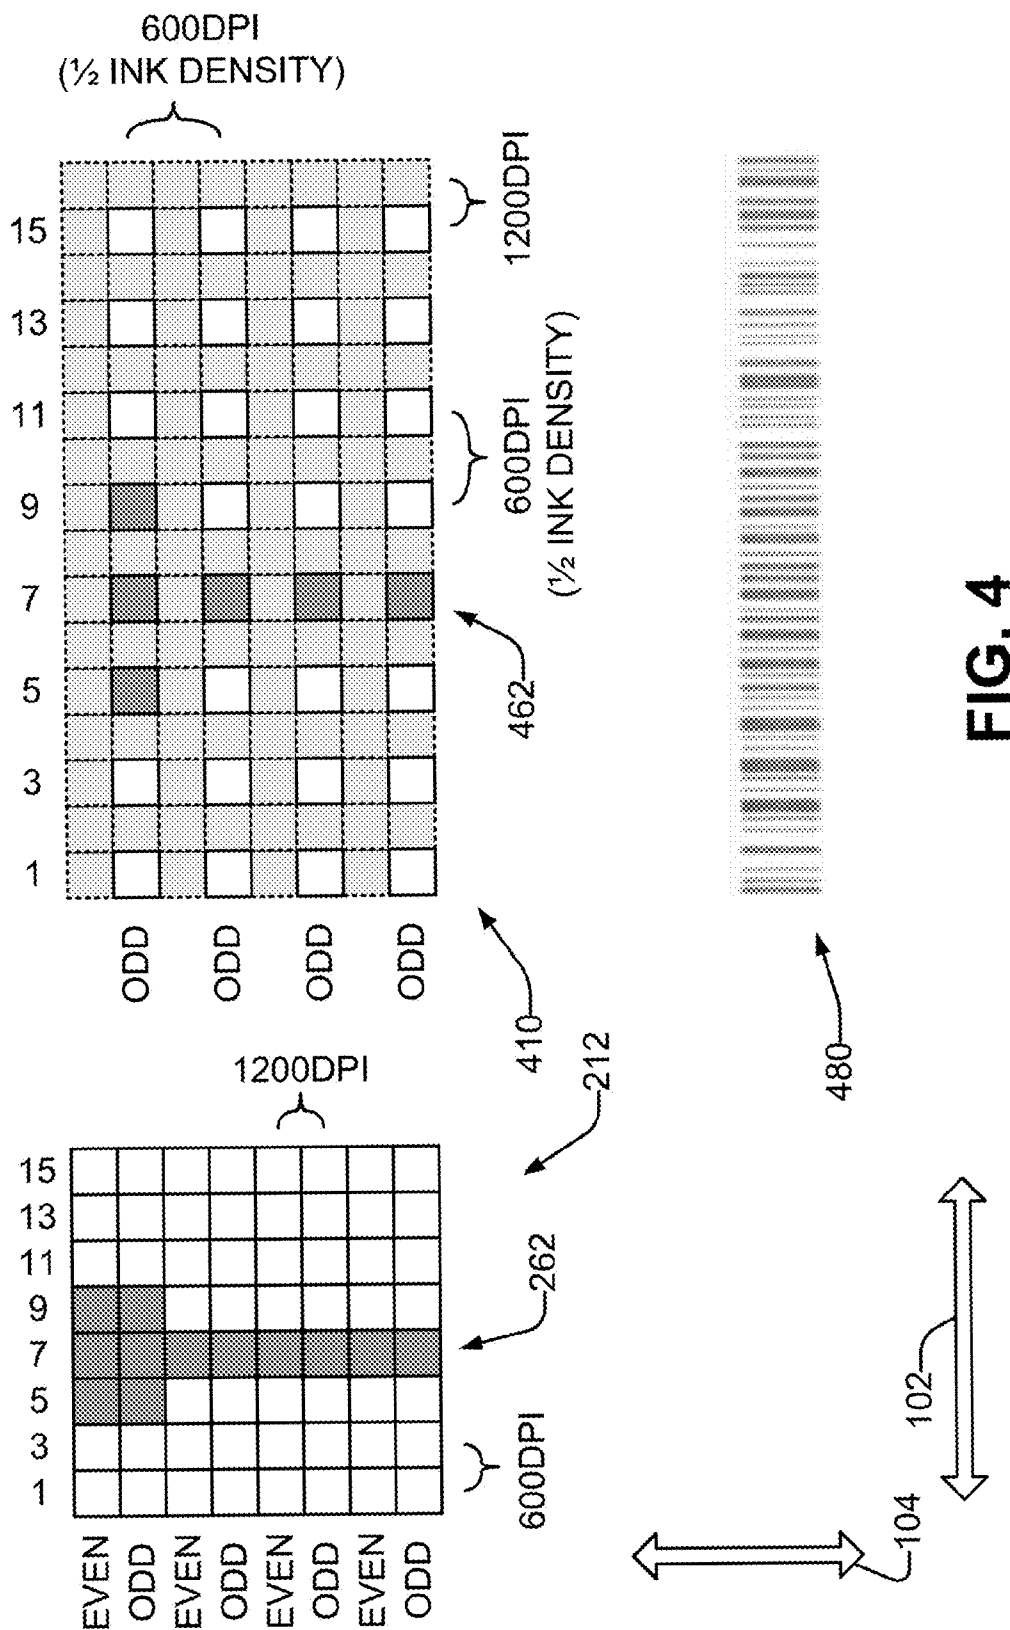 600DPI
(½ INK DENSITY)
1 3 5 7 9 11 13 15
ODD
ODD
ODD
ODD
1200DPI
600DPI
(½ INK DENSITY)
462
410
1 3 5 7 9 11 13 15
EVEN
ODD
EVEN
ODD
EVEN
ODD
EVEN
ODD
1200DPI
600DPI
262
212
480
102
104
FIG. 4